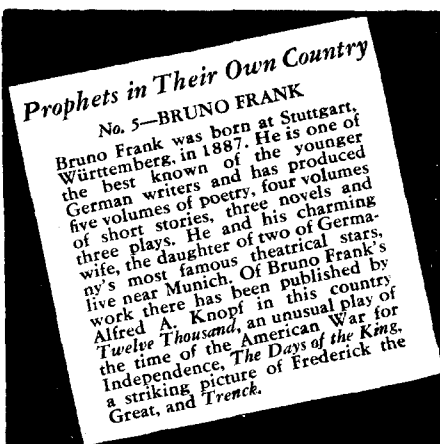 Prophets in Their Own Country
No. 5—BRUNO FRANK
Bruno Frank was born at Stuttgart,
Württemberg, in 1887. He is one of
the best known of the younger
German writers and has produced
five volumes of poetry, four volumes
of short stories, three novels and
three plays. He and his charming
wife, the daughter of two of Germa-
ny's most famous theatrical stars,
live near Munich. Of Bruno Frank's
work there has been published by
Alfred A. Knopf in this country
Twelve Thousand, an unusual play of
the time of the American War for
Independence, The Days of the King,
a striking picture of Frederick the
Great, and Trenck.